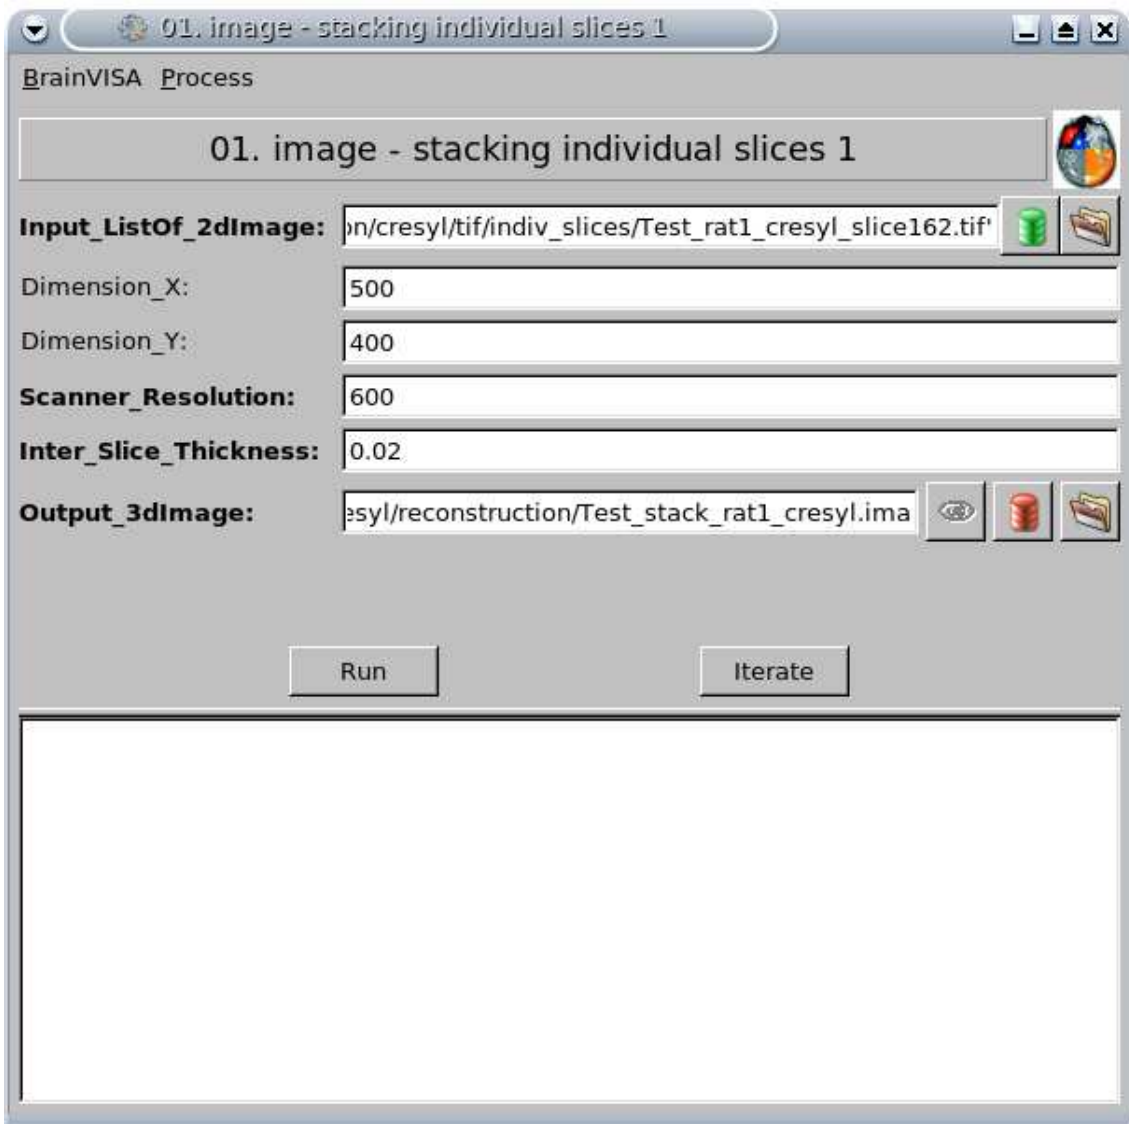 01. image - stacking individual slices 1
BrainVISA Process
01. image - stacking individual slices 1
Input_ListOf_2dImage: on/cresyl/tif/indiv_slices/Test_rat1_cresyl_slice162.tif'
Dimension_X: 500
Dimension_Y: 400
Scanner_Resolution: 600
Inter_Slice_Thickness: 0.02
Output_3dImage: esyl/reconstruction/Test_stack_rat1_cresyl.ima
Run Iterate